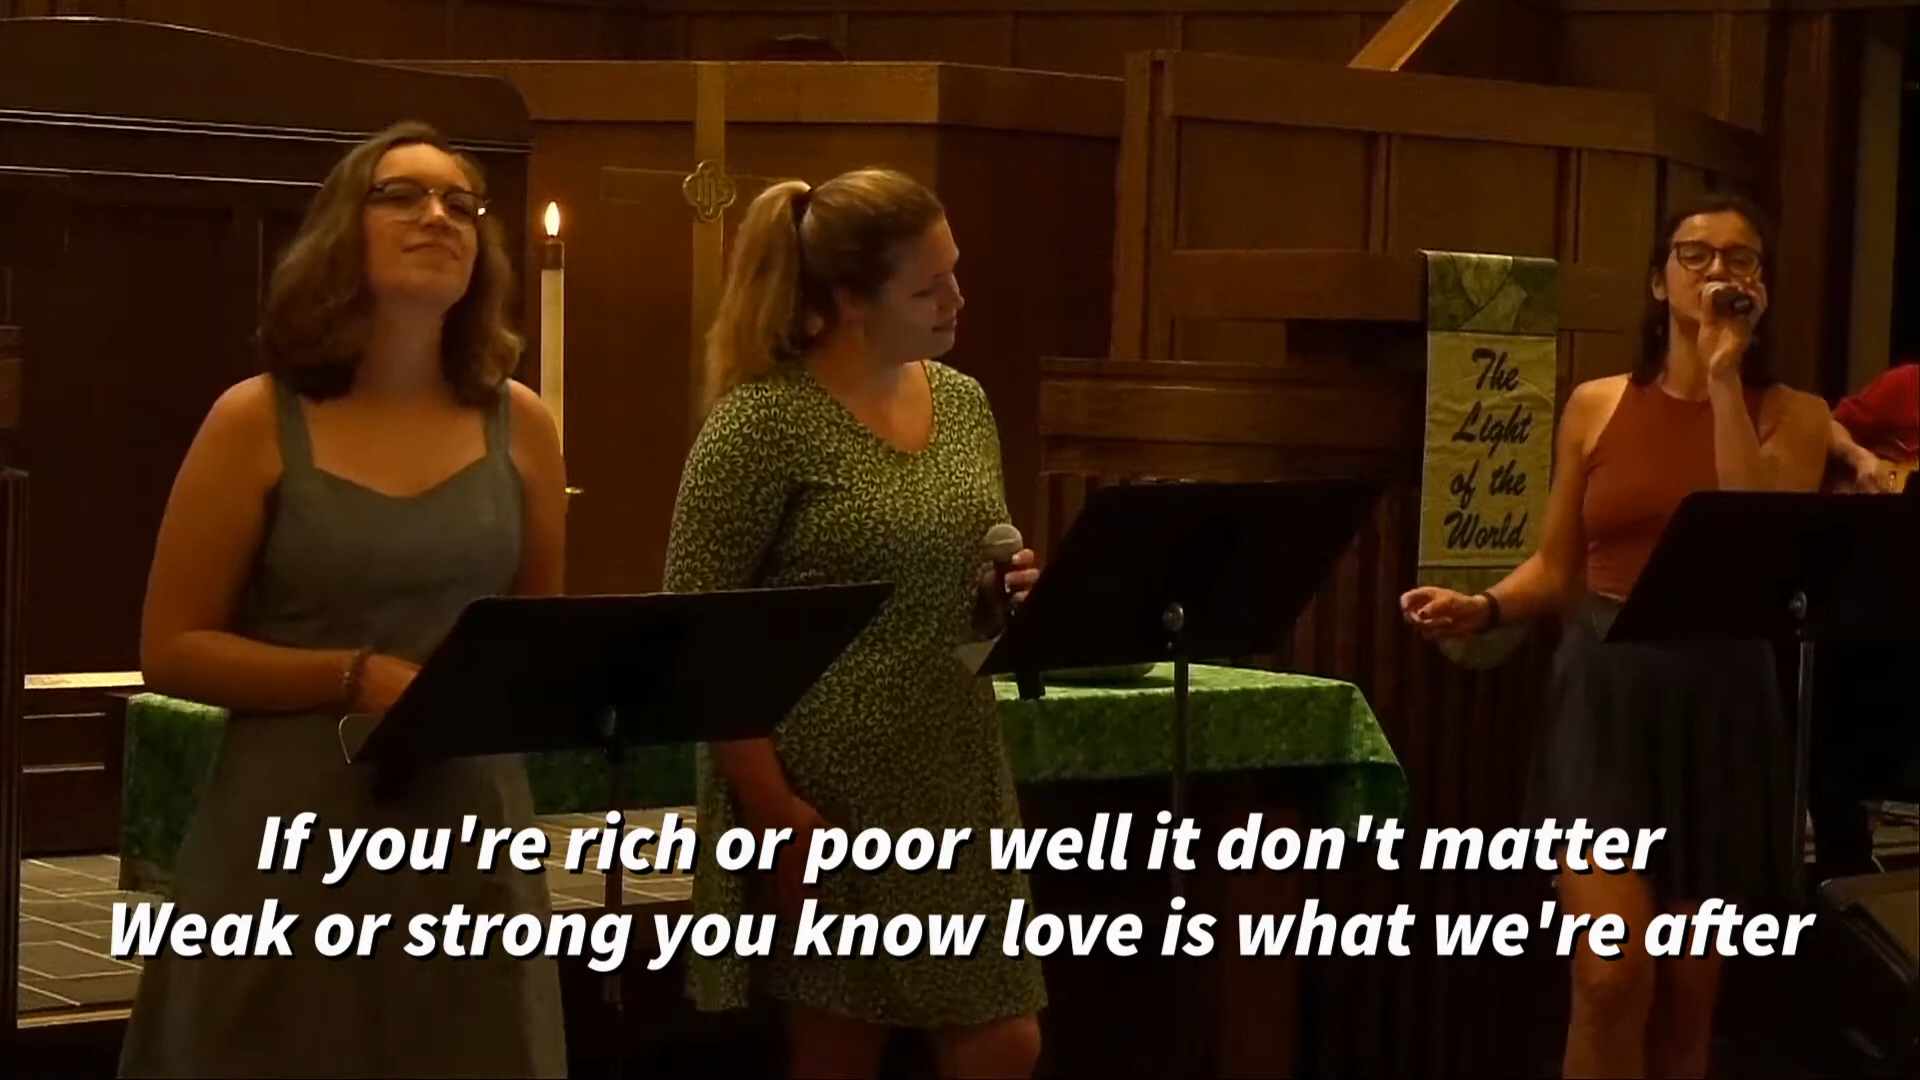 The
Light
of the
World
If you're rich or poor well it don't matter
Weak or strong you know love is what we're after